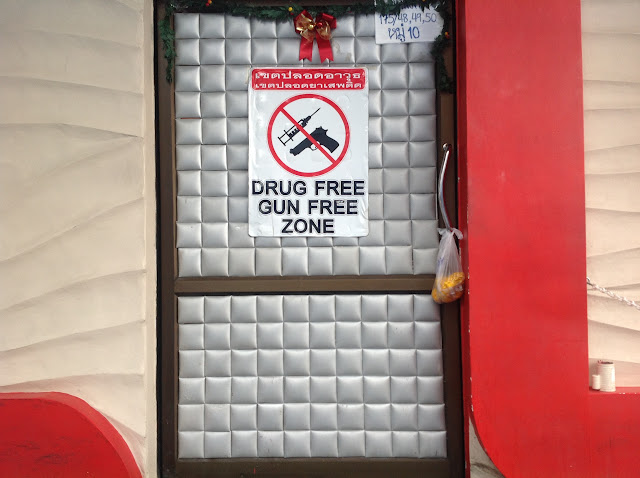 175/48,49,50
หมู่ 10
เขตปลอดอาวุธ
เขตปลอดยาเสพติด
DRUG FREE
GUN FREE
ZONE